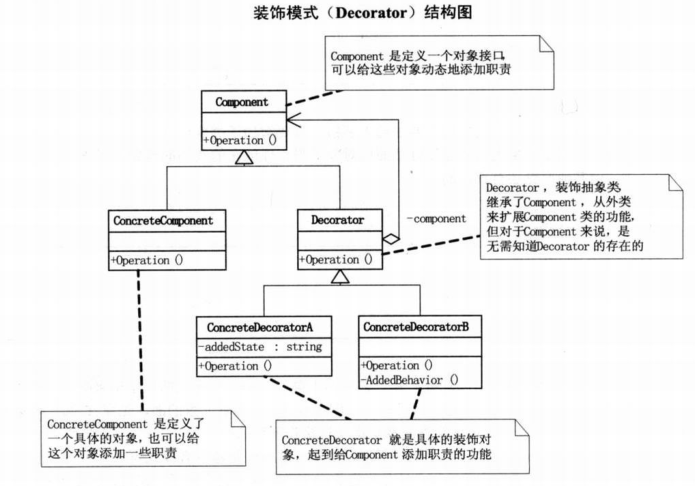 装饰模式（Decorator）结构图
Component 是定义一个对象接口,
可以给这些对象动态地添加职责
Component
+Operation ()
Decorator , 装饰抽象类,
继承了Component , 从外类
来扩展Component 类的功能,
但对于Component 来说, 是
无需知道Decorator 的存在的
ConcreteComponent
+Operation ()
Decorator
+Operation ()
-component
ConcreteDecoratorA
-addedState : string
+Operation ()
ConcreteDecoratorB
+Operation ()
-AddedBehavior ()
ConcreteComponent 是定义了
一个具体的对象, 也可以给
这个对象添加一些职责
ConcreteDecorator 就是具体的装饰对
象, 起到给Component 添加职责的功能